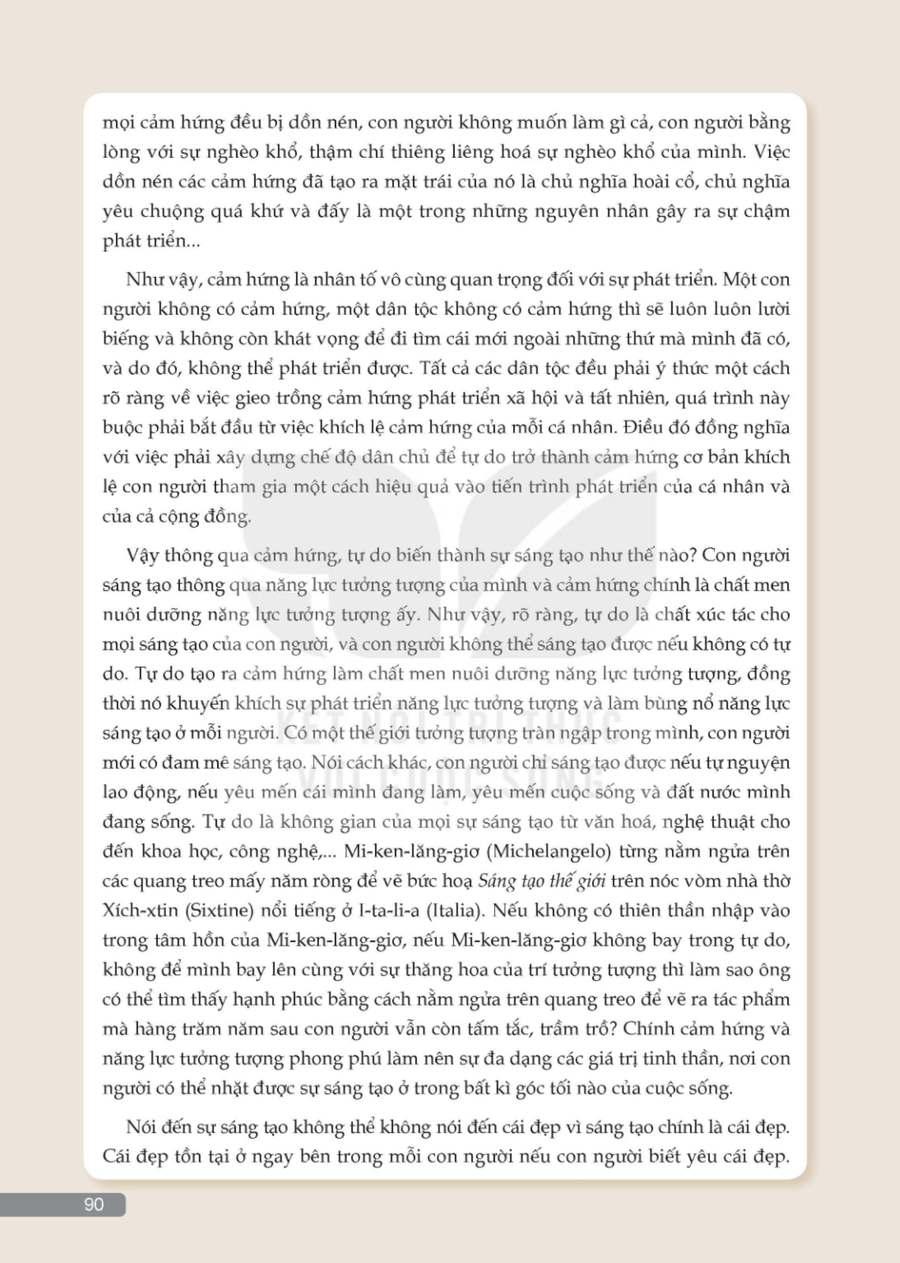 mọi cảm hứng đều bị dồn nén, con người không muốn làm gì cả, con người bằng
lòng với sự nghèo khổ, thậm chí thiêng liêng hoá sự nghèo khổ của mình. Việc
dồn nén các cảm hứng đã tạo ra mặt trái của nó là chủ nghĩa hoài cổ, chủ nghĩa
yêu chuộng quá khứ và đấy là một trong những nguyên nhân gây ra sự chậm
phát triển...
Như vậy, cảm hứng là nhân tố vô cùng quan trọng đối với sự phát triển. Một con
người không có cảm hứng, một dân tộc không có cảm hứng thì sẽ luôn luôn lười
biếng và không còn khát vọng để đi tìm cái mới ngoài những thứ mà mình đã có,
và do đó, không thể phát triển được. Tất cả các dân tộc đều phải ý thức một cách
rõ ràng về việc gieo trồng cảm hứng phát triển xã hội và tất nhiên, quá trình này
buộc phải bắt đầu từ việc khích lệ cảm hứng của mỗi cá nhân. Điều đó đồng nghĩa
với việc phải xây dựng chế độ dân chủ để tự do trở thành cảm hứng cơ bản khích
lệ con người tham gia một cách hiệu quả vào tiến trình phát triển của cá nhân và
của cả cộng đồng.
Vậy thông qua cảm hứng, tự do biến thành sự sáng tạo như thế nào? Con người
sáng tạo thông qua năng lực tưởng tượng của mình và cảm hứng chính là chất men
nuôi dưỡng năng lực tưởng tượng ấy. Như vậy, rõ ràng, tự do là chất xúc tác cho
mọi sáng tạo của con người, và con người không thể sáng tạo được nếu không có tự
do. Tự do tạo ra cảm hứng làm chất men nuôi dưỡng năng lực tưởng tượng, đồng
thời nó khuyến khích sự phát triển năng lực tưởng tượng và làm bùng nổ năng lực
sáng tạo ở mỗi người. Có một thế giới tưởng tượng tràn ngập trong mình, con người
mới có đam mê sáng tạo. Nói cách khác, con người chỉ sáng tạo được nếu tự nguyện
lao động, nếu yêu mến cái mình đang làm, yêu mến cuộc sống và đất nước mình
đang sống. Tự do là không gian của mọi sự sáng tạo từ văn hoá, nghệ thuật cho
đến khoa học, công nghệ,... Mi-ken-lăng-giơ (Michelangelo) từng nằm ngửa trên
các quang treo mấy năm ròng để vẽ bức hoạ Sáng tạo thế giới trên nóc vòm nhà thờ
Xích-xtin (Sixtine) nổi tiếng ở I-ta-li-a (Italia). Nếu không có thiên thần nhập vào
trong tâm hồn của Mi-ken-lăng-giơ, nếu Mi-ken-lăng-giơ không bay trong tự do,
không để mình bay lên cùng với sự thăng hoa của trí tưởng tượng thì làm sao ông
có thể tìm thấy hạnh phúc bằng cách nằm ngửa trên quang treo để vẽ ra tác phẩm
mà hàng trăm năm sau con người vẫn còn tấm tắc, trầm trồ? Chính cảm hứng và
năng lực tưởng tượng phong phú làm nên sự đa dạng các giá trị tinh thần, nơi con
người có thể nhặt được sự sáng tạo ở trong bất kì góc tối nào của cuộc sống.
Nói đến sự sáng tạo không thể không nói đến cái đẹp vì sáng tạo chính là cái đẹp.
Cái đẹp tồn tại ở ngay bên trong mỗi con người nếu con người biết yêu cái đẹp.
KẾT NỐI TRI THỨC
VỚI CUỘC SỐNG
90